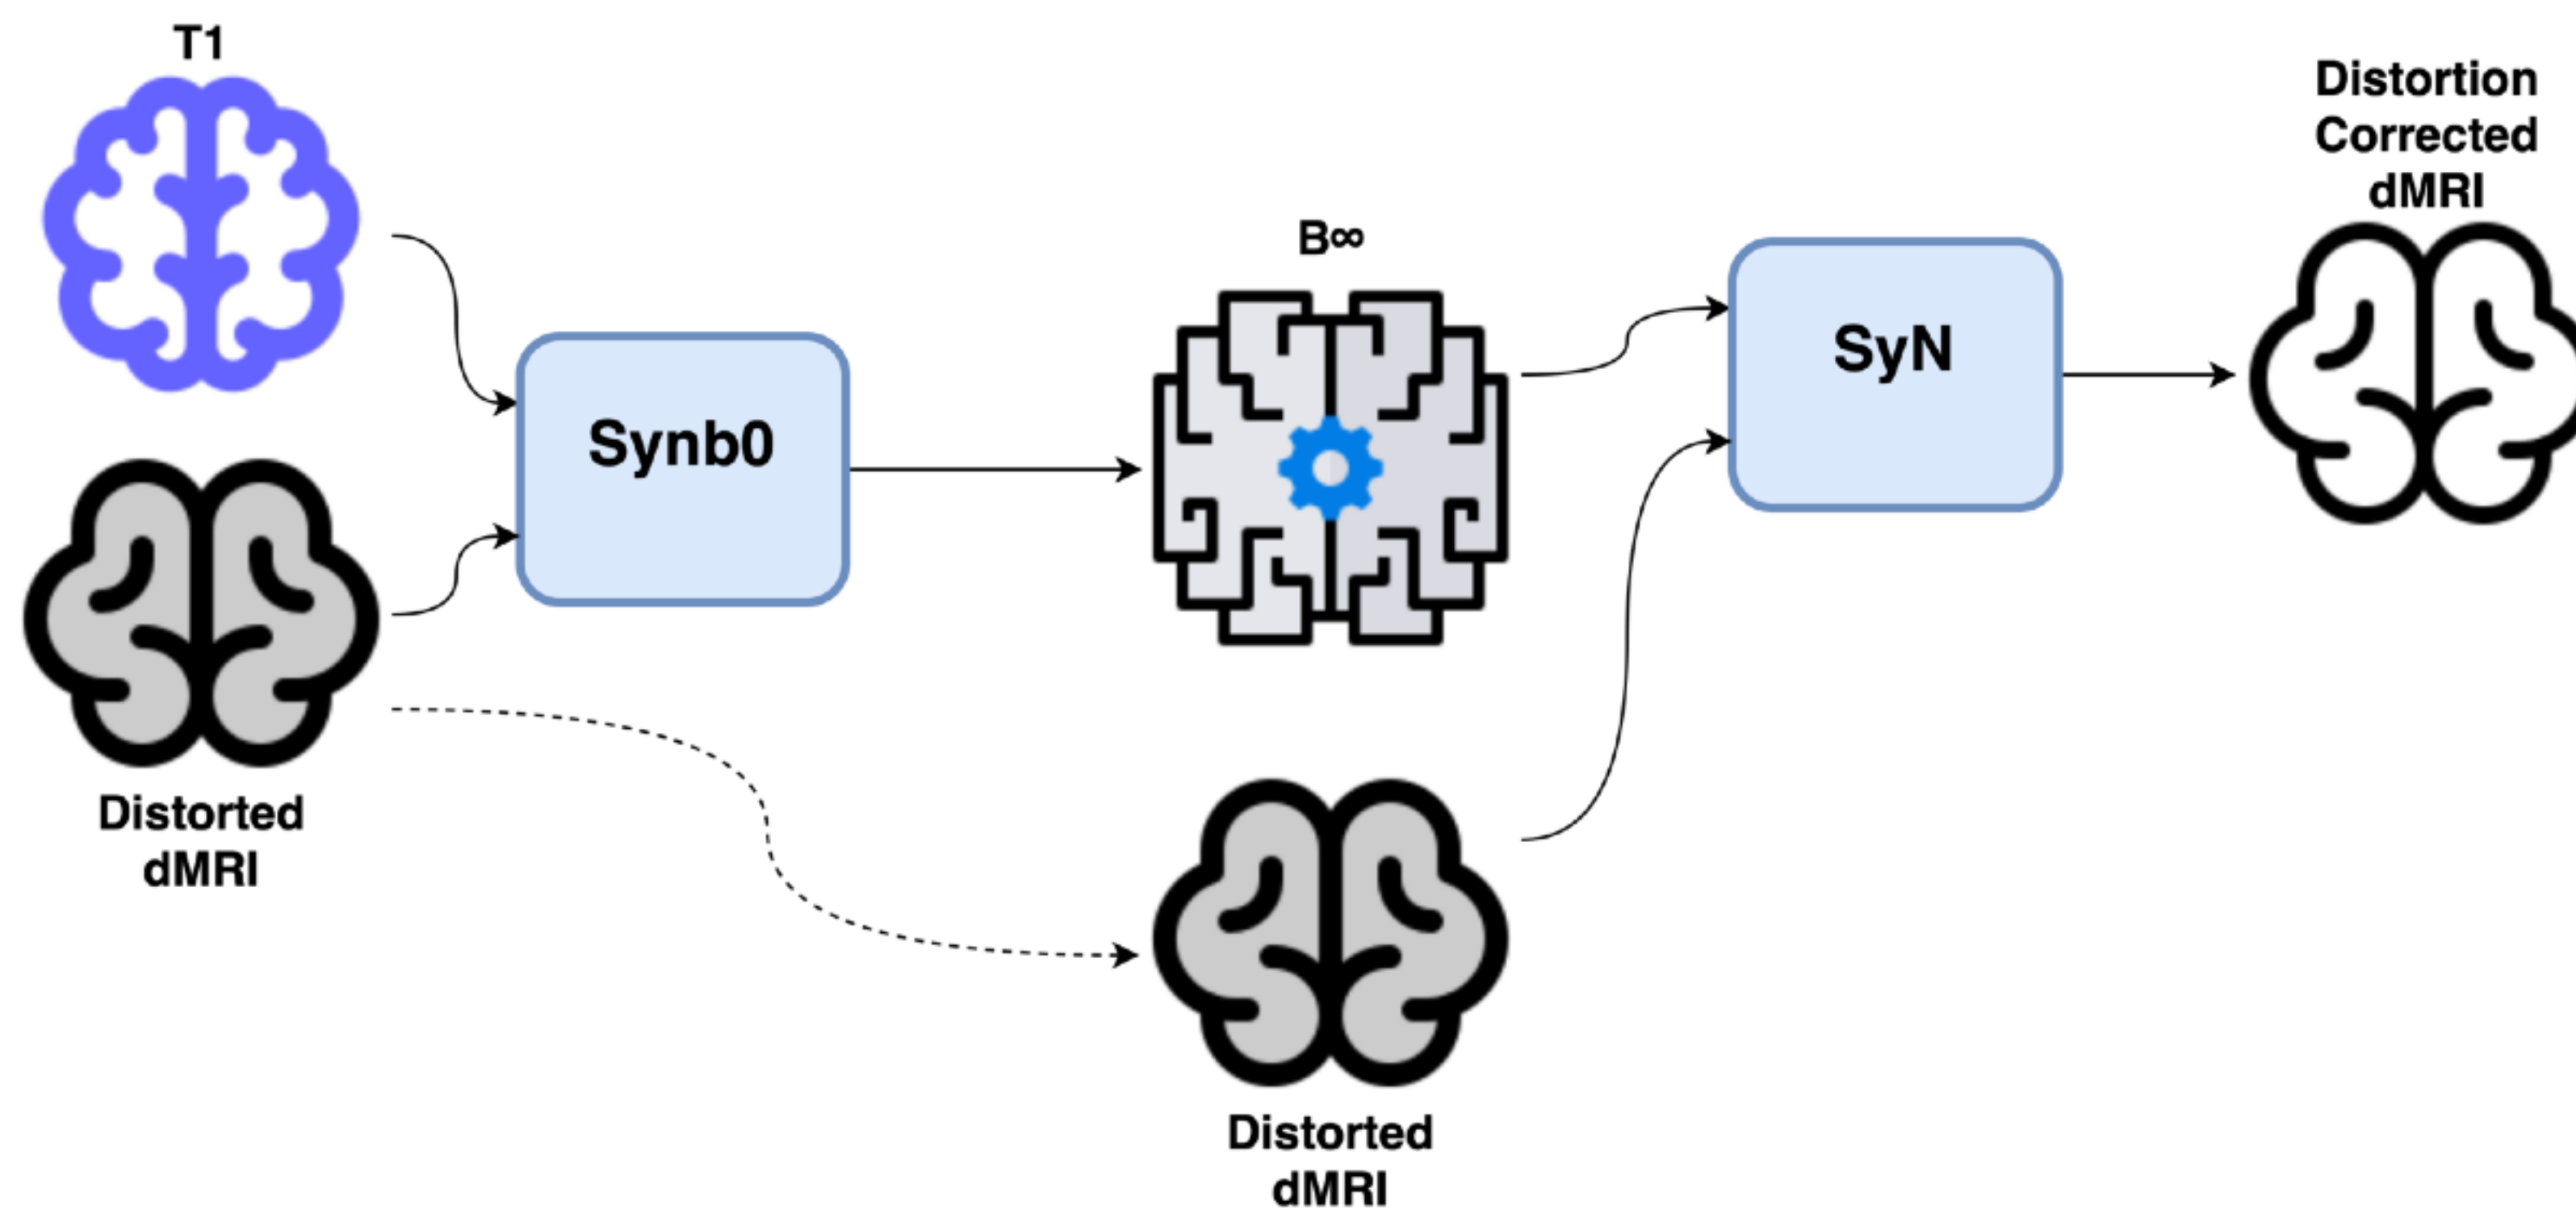 T1
Distorted
dMRI
Synb0
B∞
Distorted
dMRI
SyN
Distortion
Corrected
dMRI